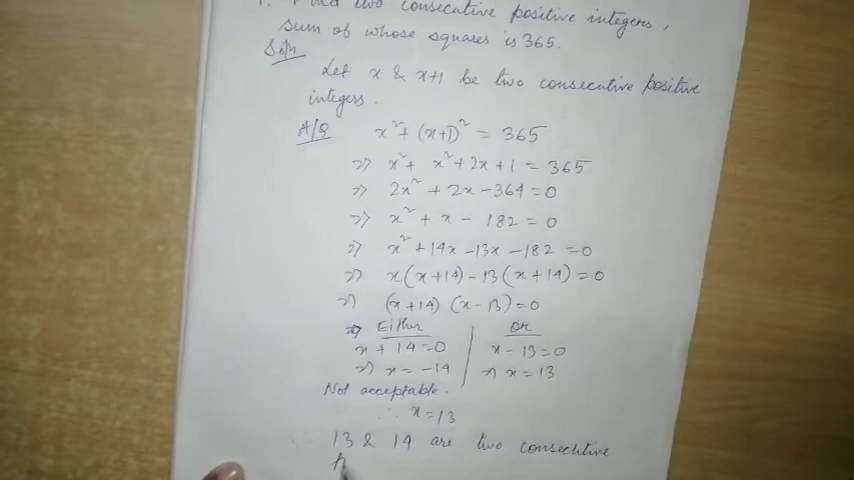 1. Find two consecutive positive integers,
sum of whose squares is 365.
Soln
Let x & x+1 be two consecutive positive
integers.
A/Q x² + (x+1)² = 365
⇒ x² + x² + 2x + 1 = 365
⇒ 2x² + 2x - 364 = 0
⇒ x² + x - 182 = 0
⇒ x² + 14x - 13x - 182 = 0
⇒ x(x+14) - 13(x+14) = 0
⇒ (x+14) (x-13) = 0
⇒ Either | or
x + 14 = 0 | x - 13 = 0
⇒ x = -14 | ⇒ x = 13
Not acceptable.
∴ x = 13
13 & 14 are two consecutive